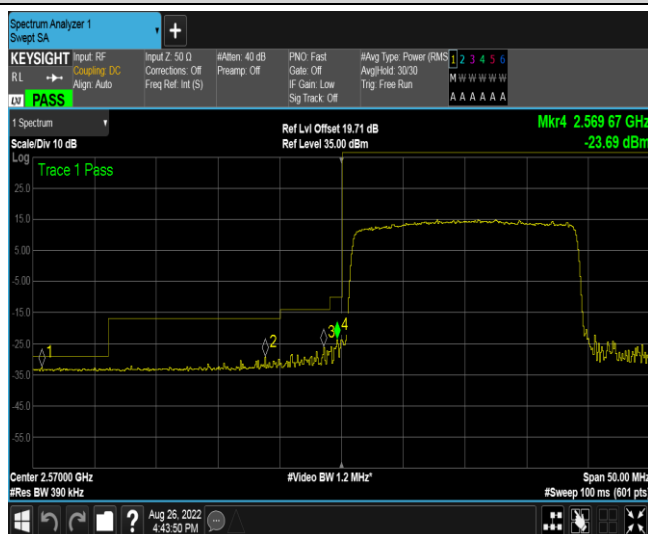 Spectrum Analyzer 1
Swept SA
+
KEYSIGHT Input: RF Input Z: 50 Ω #Atten: 40 dB PNO: Fast #Avg Type: Power (RMS 1 2 3 4 5 6
RL Coupling: DC Corrections: Off Preamp: Off Gate: Off Avg|Hold: 30/30 M W W W W W
Align: Auto Freq Ref: Int (S) IF Gain: Low Trig: Free Run
LXI PASS Sig Track: Off A A A A A A
1 Spectrum Ref Lvl Offset 19.71 dB Mkr4 2.569 67 GHz
Scale/Div 10 dB Ref Level 35.00 dBm -23.69 dBm
Log
Trace 1 Pass
25.0
15.0
5.00
-5.00
-15.0
1 2 3 4
-25.0
-35.0
-45.0
-55.0
Center 2.57000 GHz #Video BW 1.2 MHz* Span 50.00 MHz
#Res BW 390 kHz #Sweep 100 ms (601 pts)
? Aug 26, 2022
4:43:50 PM